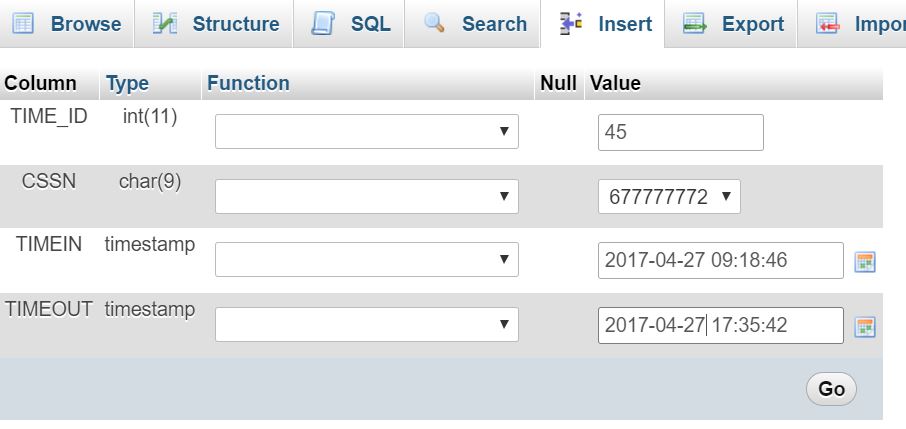 Browse Structure SQL Search Insert Export Impor
Column Type Function Null Value
TIME_ID int(11) 45
CSSN char(9) 677777772
TIMEIN timestamp 2017-04-27 09:18:46
TIMEOUT timestamp 2017-04-27 17:35:42
Go